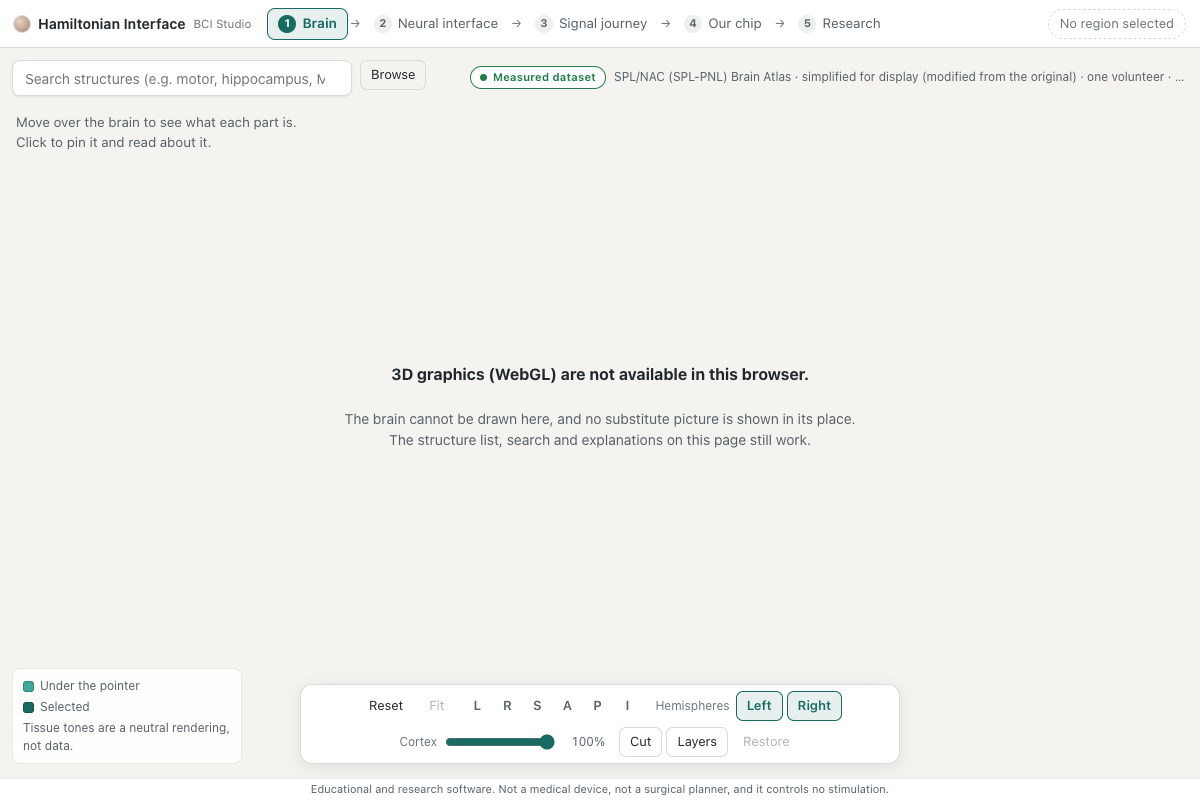 Hamiltonian Interface BCI Studio 1 Brain → 2 Neural interface → 3 Signal journey → 4 Our chip → 5 Research No region selected
Search structures (e.g. motor, hippocampus, Browse Measured dataset SPL/NAC (SPL-PNL) Brain Atlas · simplified for display (modified from the original) · one volunteer · ...
Move over the brain to see what each part is.
Click to pin it and read about it.
3D graphics (WebGL) are not available in this browser.
The brain cannot be drawn here, and no substitute picture is shown in its place.
The structure list, search and explanations on this page still work.
Under the pointer
Selected
Tissue tones are a neutral rendering,
not data.
Reset Fit L R S A P I Hemispheres Left Right
Cortex 100% Cut Layers Restore
Educational and research software. Not a medical device, not a surgical planner, and it controls no stimulation.